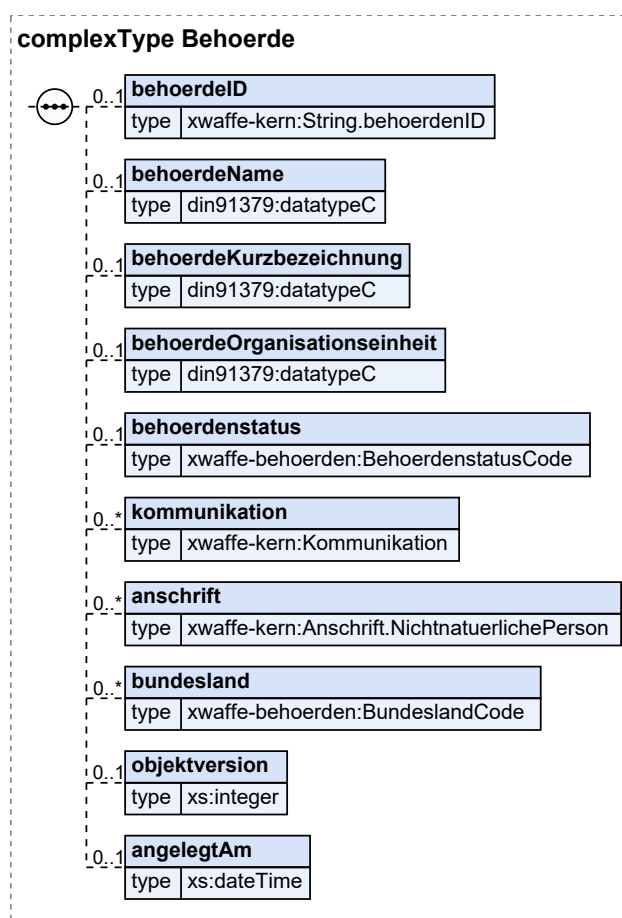 complexType Behoerde
0..1 behoerdeID
type xwaffe-kern:String.behoerdenID
0..1 behoerdeName
type din91379:datatypeC
0..1 behoerdeKurzbezeichnung
type din91379:datatypeC
0..1 behoerdeOrganisationseinheit
type din91379:datatypeC
0..1 behoerdenstatus
type xwaffe-behoerden:BehoerdenstatusCode
0..* kommunikation
type xwaffe-kern:Kommunikation
0..* anschrift
type xwaffe-kern:Anschrift.NichtnatuerlichePerson
0..* bundesland
type xwaffe-behoerden:BundeslandCode
0..1 objektversion
type xs:integer
0..1 angelegtAm
type xs:dateTime